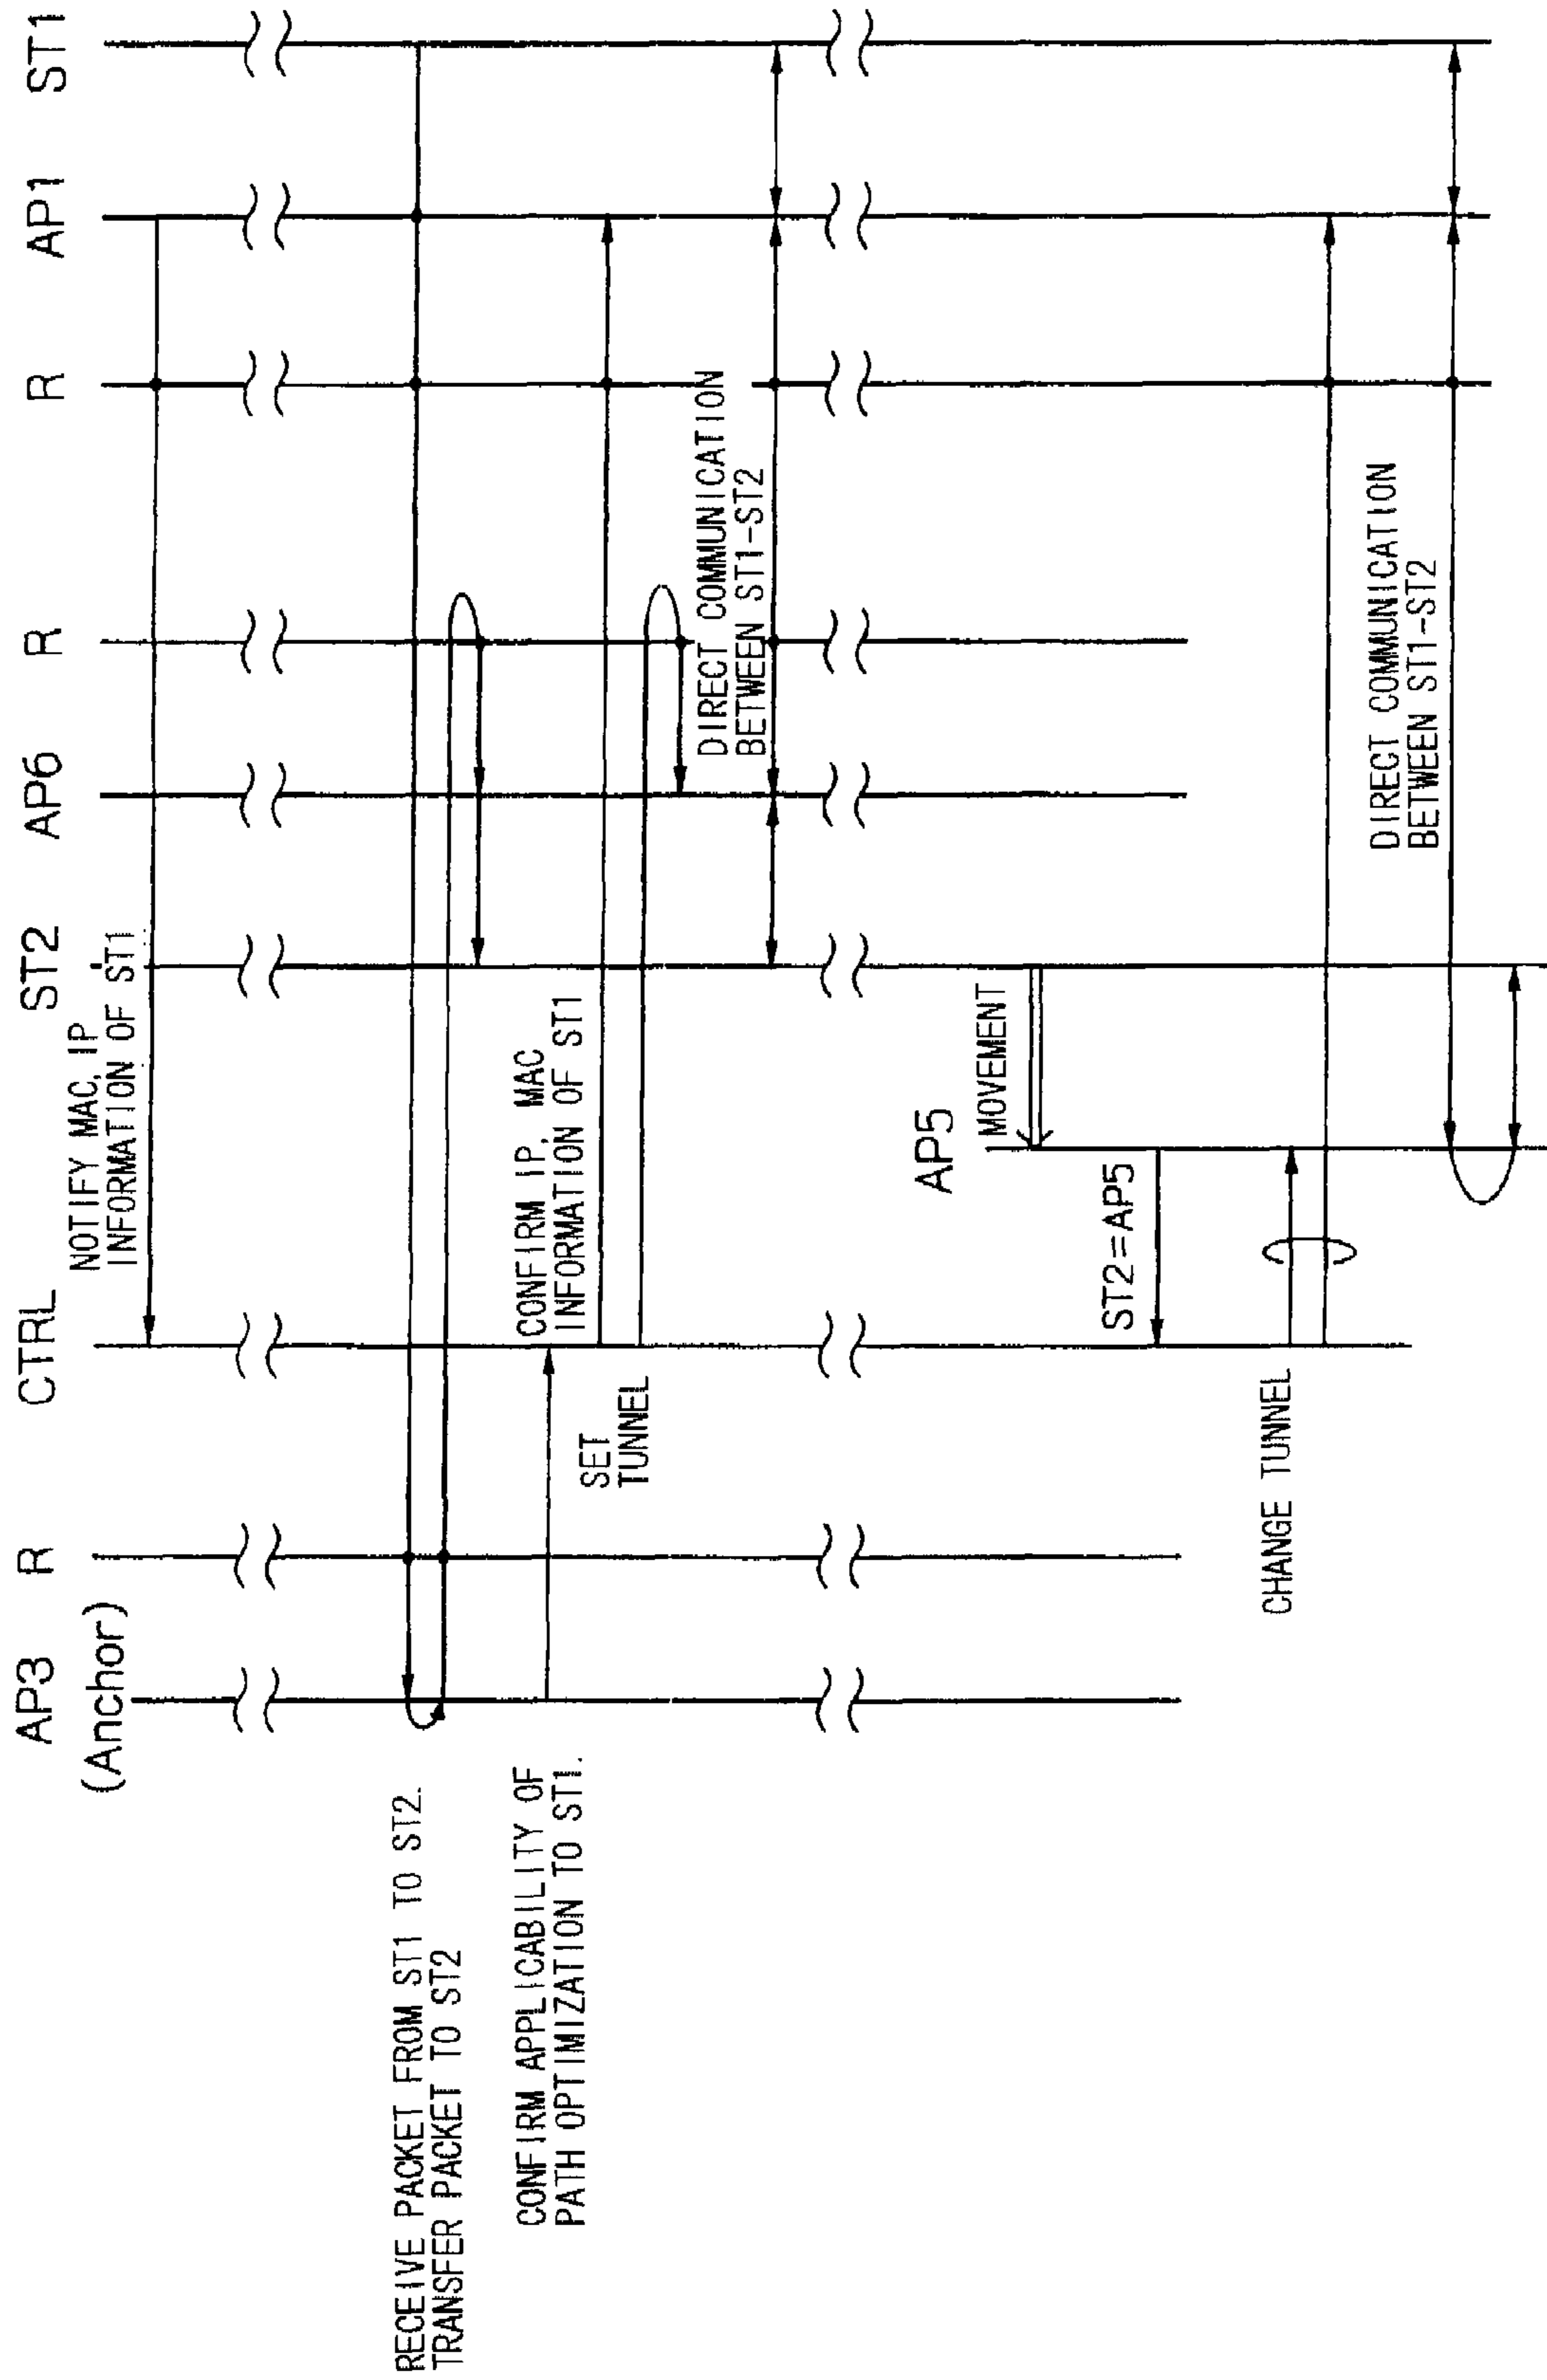 AP3
(Anchor)
R
CTRL
ST2
AP6
R
R
AP1
ST1
NOTIFY MAC, IP
INFORMATION OF ST1
RECEIVE PACKET FROM ST1 TO ST2.
TRANSFER PACKET TO ST2
CONFIRM APPLICABILITY OF
PATH OPTIMIZATION TO ST1.
CONFIRM IP, MAC
INFORMATION OF ST1
SET
TUNNEL
DIRECT COMMUNICATION
BETWEEN ST1-ST2
AP5
MOVEMENT
ST2=AP5
CHANGE TUNNEL
DIRECT COMMUNICATION
BETWEEN ST1-ST2